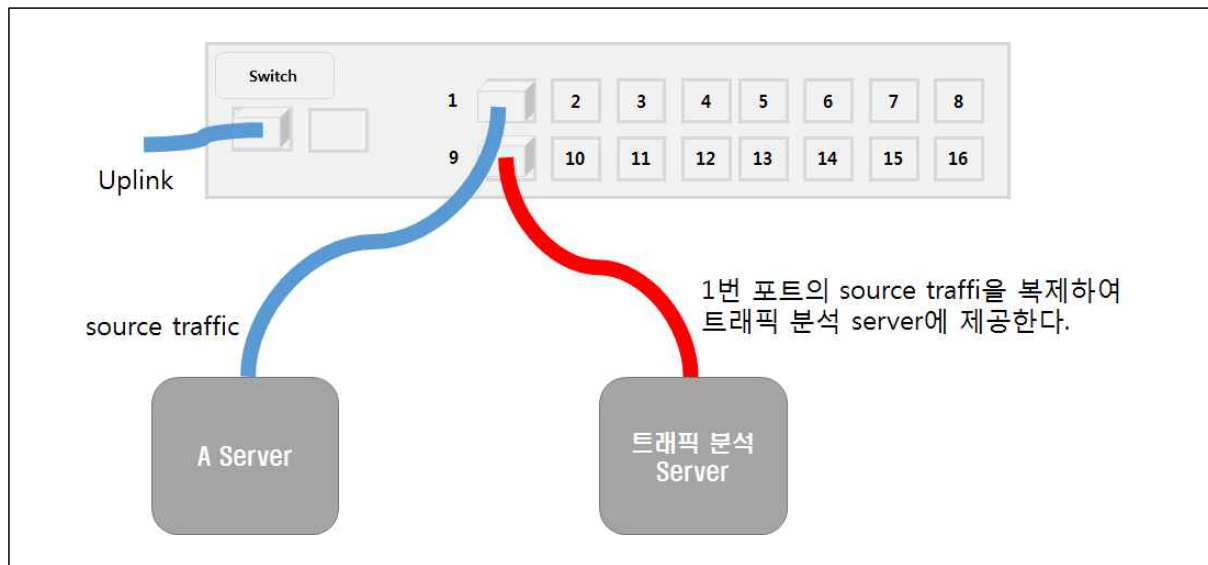 Switch
1
2
3
4
5
6
7
8
9
10
11
12
13
14
15
16
Uplink
source traffic
1번 포트의 source traffi을 복제하여
트래픽 분석 server에 제공한다.
A Server
트래픽 분석
Server